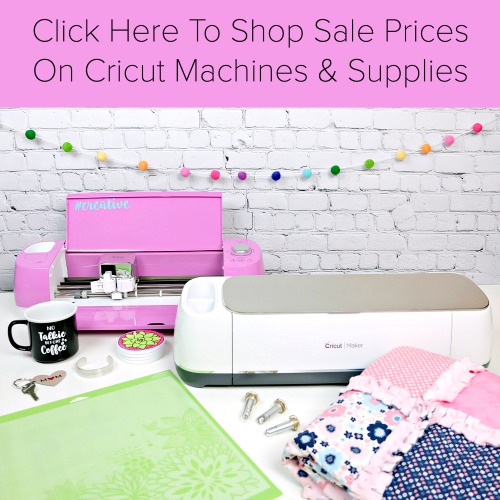 Click Here To Shop Sale Prices
On Cricut Machines & Supplies
#creative
Cricut | Maker
NO
Talkie
BEFORE
Coffee